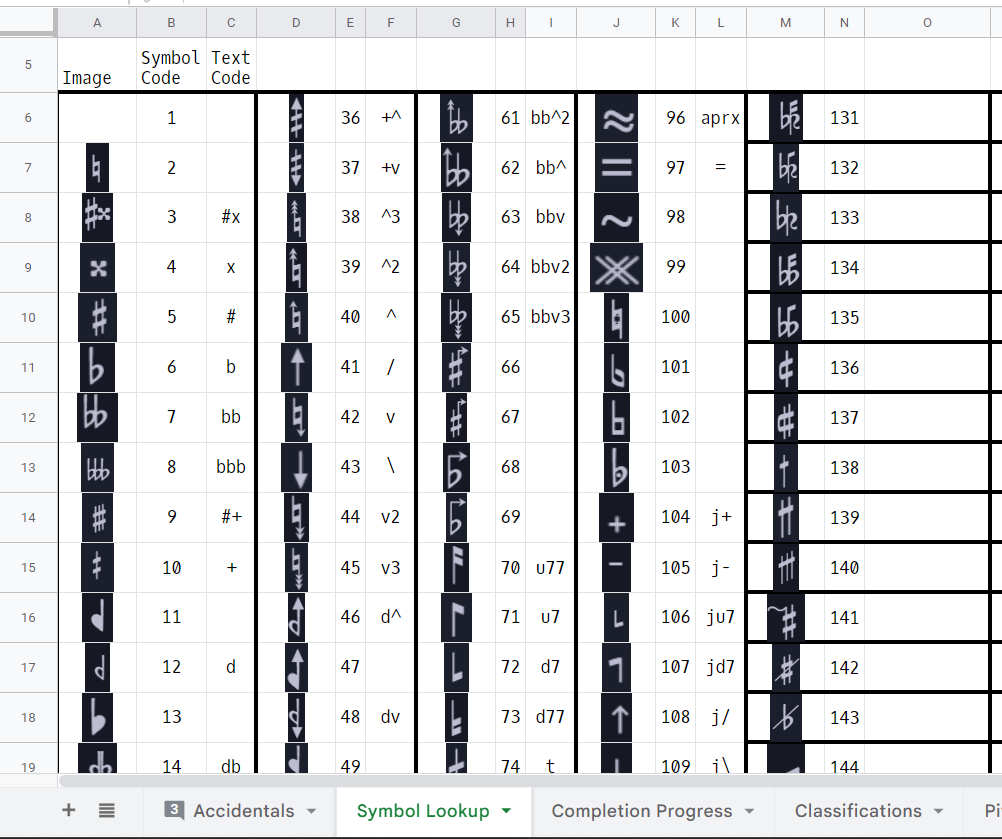 A B C D E F G H I J K L M N O
5 Image Symbol Code Text Code
6 1 36 +^ 61 bb^2 96 aprx 131
7 2 37 +v 62 bb^ 97 = 132
8 3 #x 38 ^3 63 bbv 98 133
9 4 x 39 ^2 64 bbv2 99 134
10 5 # 40 ^ 65 bbv3 100 135
11 6 b 41 / 66 101 136
12 7 bb 42 v 67 102 137
13 8 bbb 43 \ 68 103 138
14 9 #+ 44 v2 69 104 j+ 139
15 10 + 45 v3 70 u77 105 j- 140
16 11 46 d^ 71 u7 106 ju7 141
17 12 d 47 72 d7 107 jd7 142
18 13 48 dv 73 d77 108 j/ 143
19 14 db 49 74 t 109 j\ 144
+ 3 Accidentals Symbol Lookup Completion Progress Classifications